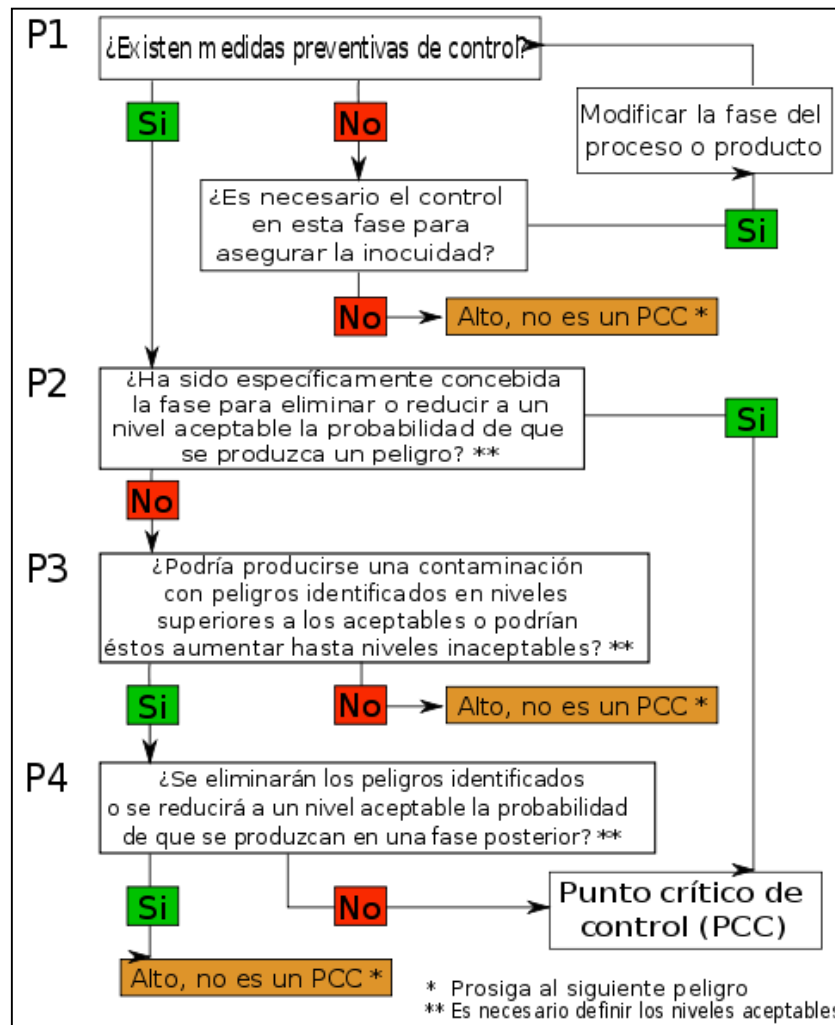 P1
¿Existen medidas preventivas de control?
Si
No
Modificar la fase del
proceso o producto
¿Es necesario el control
en esta fase para
asegurar la inocuidad?
Si
No
Alto, no es un PCC *
P2
¿Ha sido específicamente concebida
la fase para eliminar o reducir a un
nivel aceptable la probabilidad de que
se produzca un peligro? **
Si
No
P3
¿Podría producirse una contaminación
con peligros identificados en niveles
superiores a los aceptables o podrían
éstos aumentar hasta niveles inaceptables? **
Si
No
Alto, no es un PCC *
P4
¿Se eliminarán los peligros identificados
o se reducirá a un nivel aceptable la probabilidad
de que se produzcan en una fase posterior? **
Si
No
Punto crítico de
control (PCC)
Alto, no es un PCC *
* Prosiga al siguiente peligro
** Es necesario definir los niveles aceptables